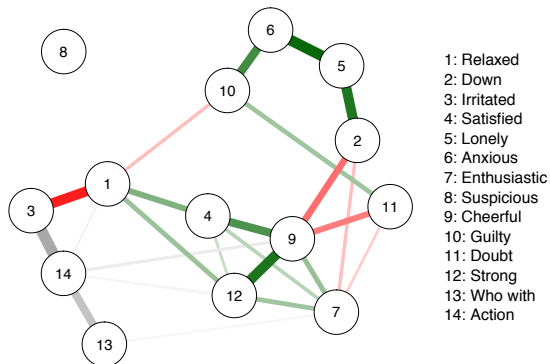 6
8
5
10
2
1
3
4
11
9
14
12
7
13
1: Relaxed
2: Down
3: Irritated
4: Satisfied
5: Lonely
6: Anxious
7: Enthusiastic
8: Suspicious
9: Cheerful
10: Guilty
11: Doubt
12: Strong
13: Who with
14: Action